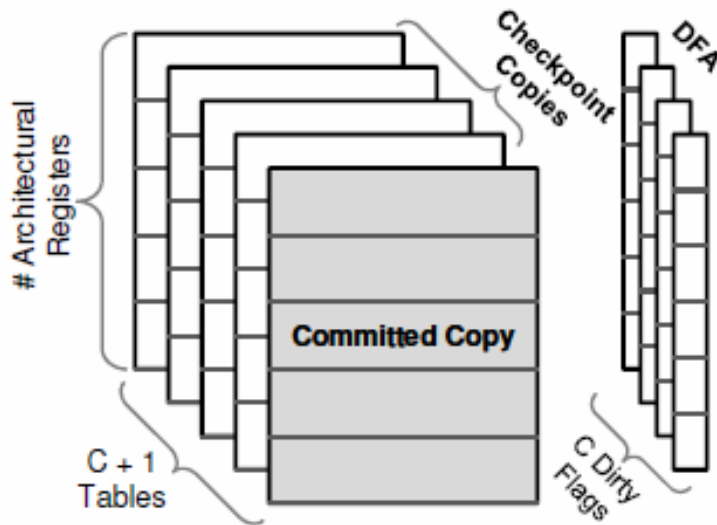 # Architectural
Registers
Checkpoint
Copies
DFA
Committed Copy
C + 1
Tables
C Dirty
Flags